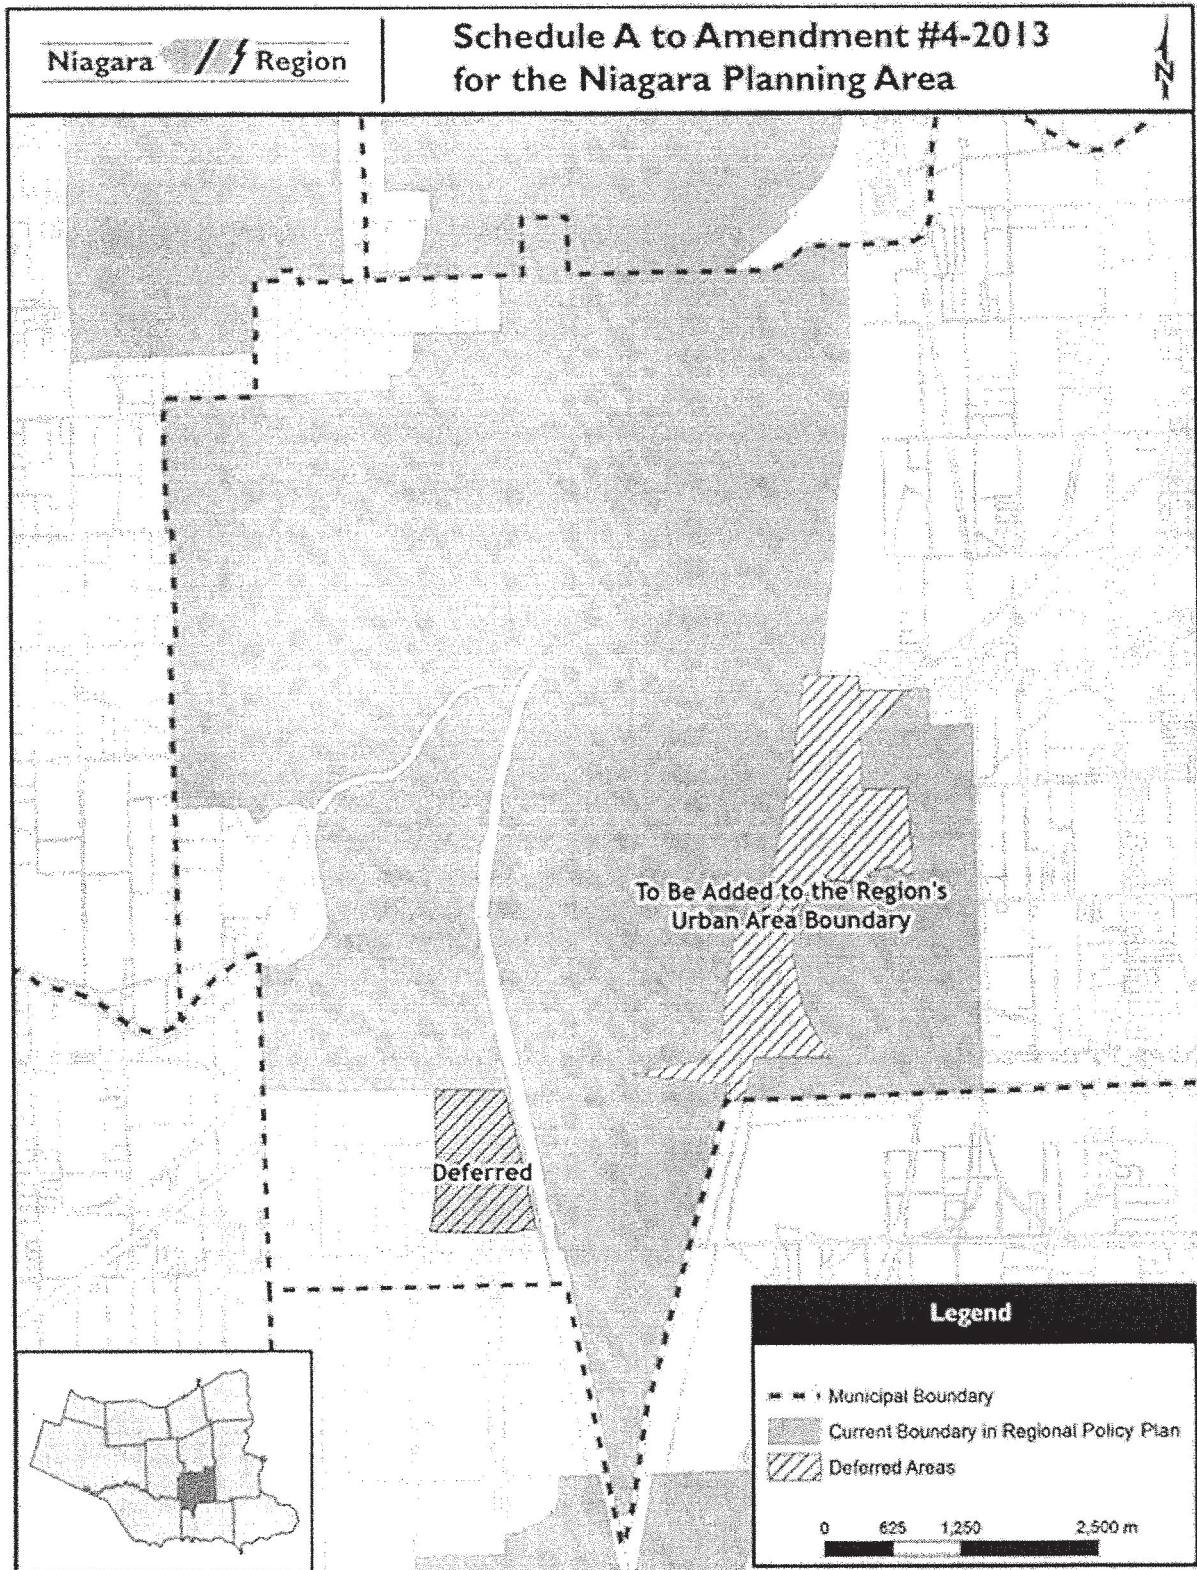 Niagara Region
Schedule A to Amendment #4-2013
for the Niagara Planning Area
N
To Be Added to the Region's
Urban Area Boundary
Deferred
Legend
Municipal Boundary
Current Boundary in Regional Policy Plan
Deferred Areas
0 625 1,250 2,500 m